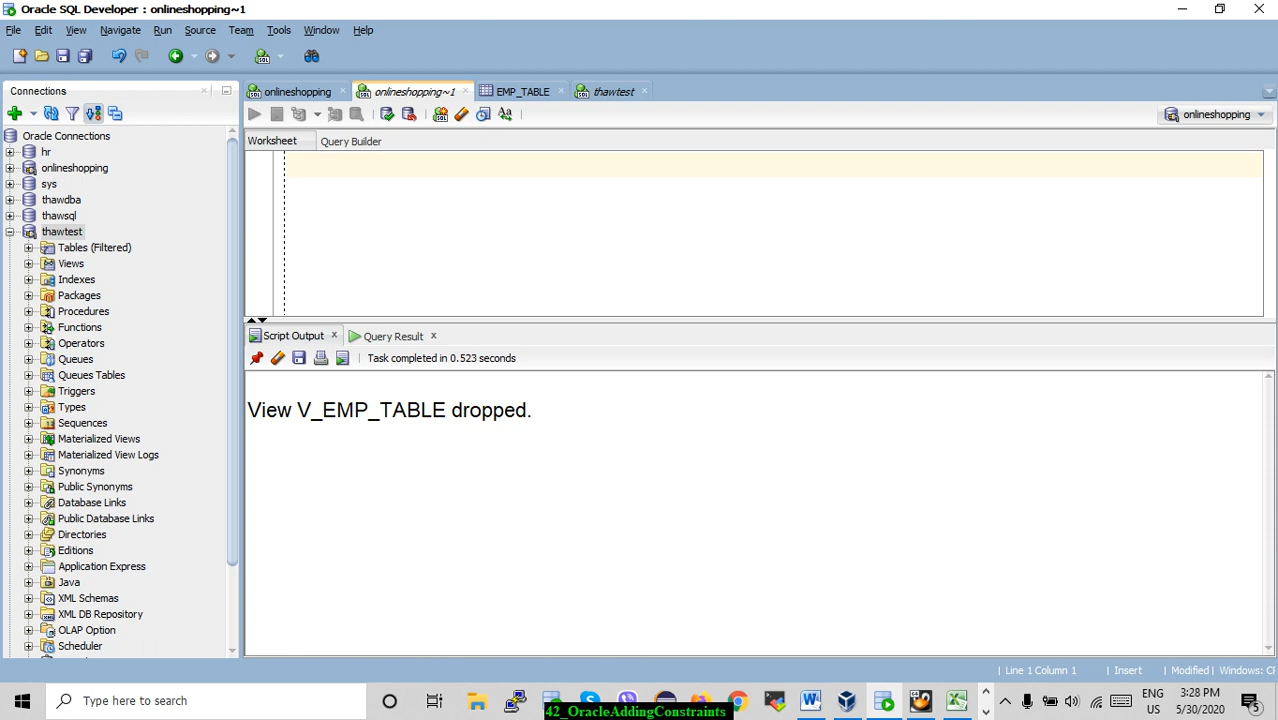 Oracle SQL Developer : onlineshopping~1
File Edit View Navigate Run Source Team Tools Window Help
Connections
onlineshopping
onlineshopping~1
EMP_TABLE
thawtest
onlineshopping
Worksheet
Query Builder
Oracle Connections
hr
onlineshopping
sys
thawdba
thawsql
thawtest
Tables (Filtered)
Views
Indexes
Packages
Procedures
Functions
Operators
Queues
Queues Tables
Triggers
Types
Sequences
Materialized Views
Materialized View Logs
Synonyms
Public Synonyms
Database Links
Public Database Links
Directories
Editions
Application Express
Java
XML Schemas
XML DB Repository
OLAP Option
Scheduler
Script Output
Query Result
Task completed in 0.523 seconds
View V_EMP_TABLE dropped.
Line 1 Column 1
Insert
Modified
Windows: CF
Type here to search
42_OracleAddingConstraints
ENG
US
3:28 PM
5/30/2020
5